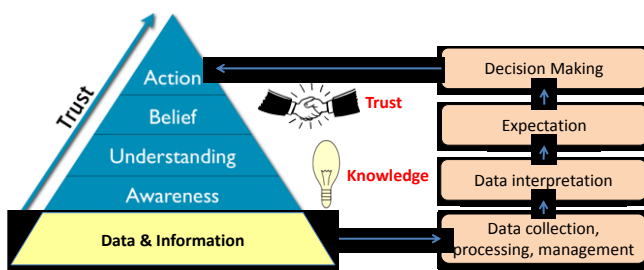 Trust
Action
Belief
Understanding
Awareness
Data & Information
Trust
Knowledge
Decision Making
Expectation
Data interpretation
Data collection,
processing, management